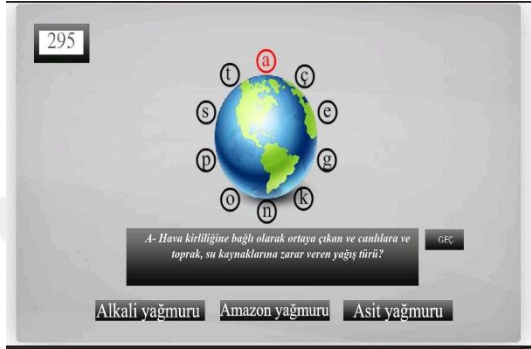 295
a
ç
e
g
k
n
o
p
s
t
A- Hava kirliliğine bağlı olarak ortaya çıkan ve canlılara ve
toprak, su kaynaklarına zarar veren yağış türü?
GEÇ
Alkali yağmuru
Amazon yağmuru
Asit yağmuru